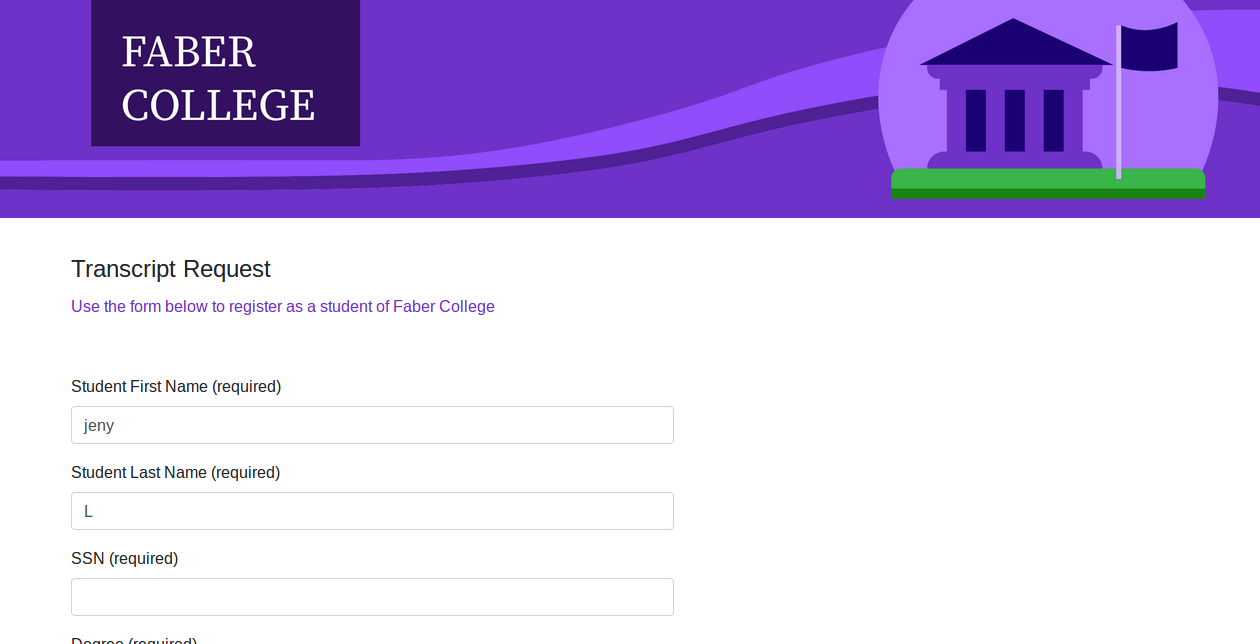 FABER
COLLEGE
Transcript Request
Use the form below to register as a student of Faber College
Student First Name (required)
jeny
Student Last Name (required)
L
SSN (required)
Degree (required)